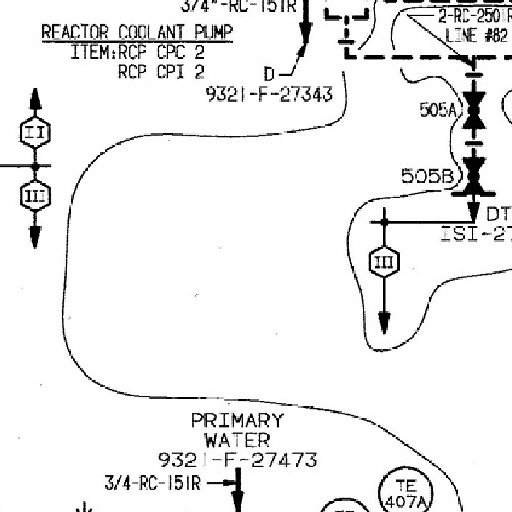 3/4"-RC-151R
2-RC-250IR
LINE #82
REACTOR COOLANT PUMP
ITEM:RCP CPC 2
RCP CPI 2
D
9321-F-27343
505A
II
505B
III
DT
ISI-27
III
PRIMARY
WATER
9321-F-27473
3/4-RC-151R
TE
407A